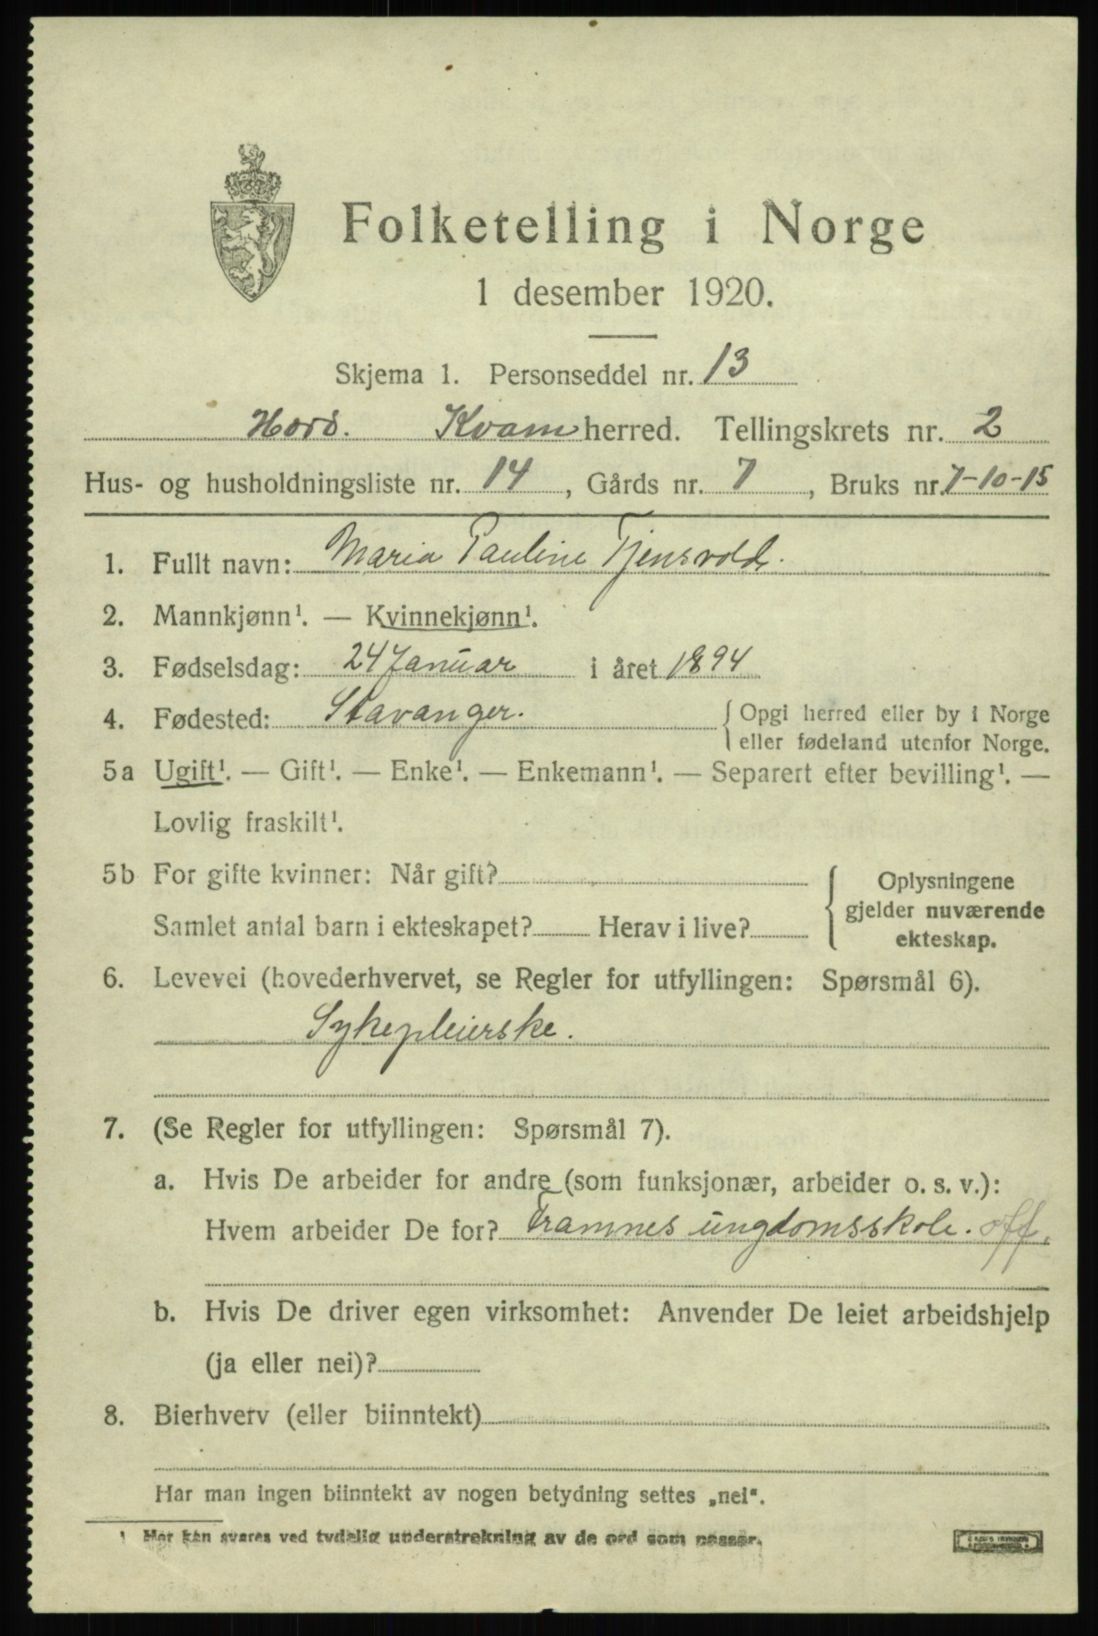 Folketelling i Norge
1 desember 1920.
Skjema 1. Personseddel nr. 13
Hord. Kvam herred. Tellingskrets nr. 2
Hus- og husholdningsliste nr. 14, Gårds nr. 7, Bruks nr. 7-10-15
1. Fullt navn: Maria Pauline Tjensvold.
2. Mannkjønn¹. — Kvinnekjønn¹.
3. Fødselsdag: 24 Januar i året 1894
4. Fødested: Stavanger. Opgi herred eller by i Norge
eller fødeland utenfor Norge.
5a Ugift¹. — Gift¹. — Enke¹. — Enkemann¹. — Separert efter bevilling¹. —
Lovlig fraskilt¹.
5b For gifte kvinner: Når gift? Oplysningene
gjelder nuværende
Samlet antal barn i ekteskapet? Herav i live? ekteskap.
6. Levevei (hovederhvervet, se Regler for utfyllingen: Spørsmål 6).
Sykepleierske.
7. (Se Regler for utfyllingen: Spørsmål 7).
a. Hvis De arbeider for andre (som funksjonær, arbeider o. s. v.):
Hvem arbeider De for? Framnes ungdomsskole. off.
b. Hvis De driver egen virksomhet: Anvender De leiet arbeidshjelp
(ja eller nei)?
8. Bierhverv (eller biinntekt)
Har man ingen biinntekt av nogen betydning settes „nei".
¹ Her kan svares ved tydelig understrekning av de ord som passer.